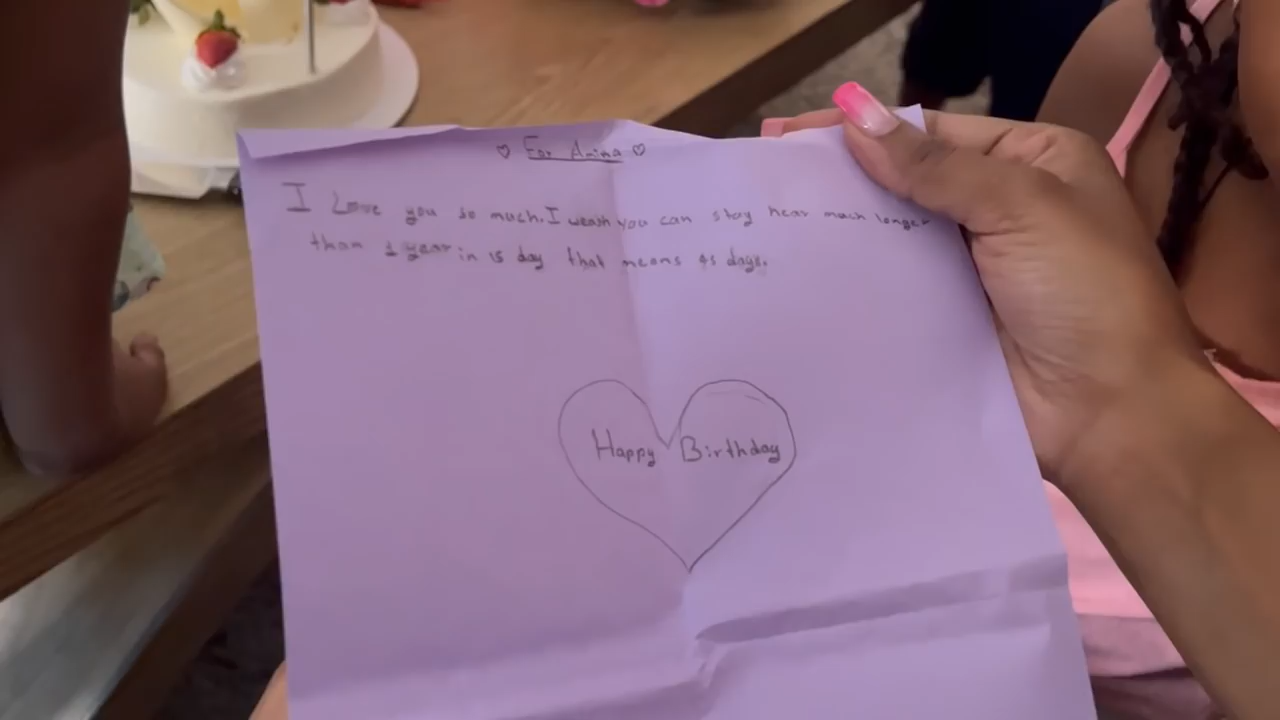 ♡ For Amina ♡
I Love you so much. I weash you can stay hear much longer
than 1 year in 15 day that means 45 days.
Happy Birthday